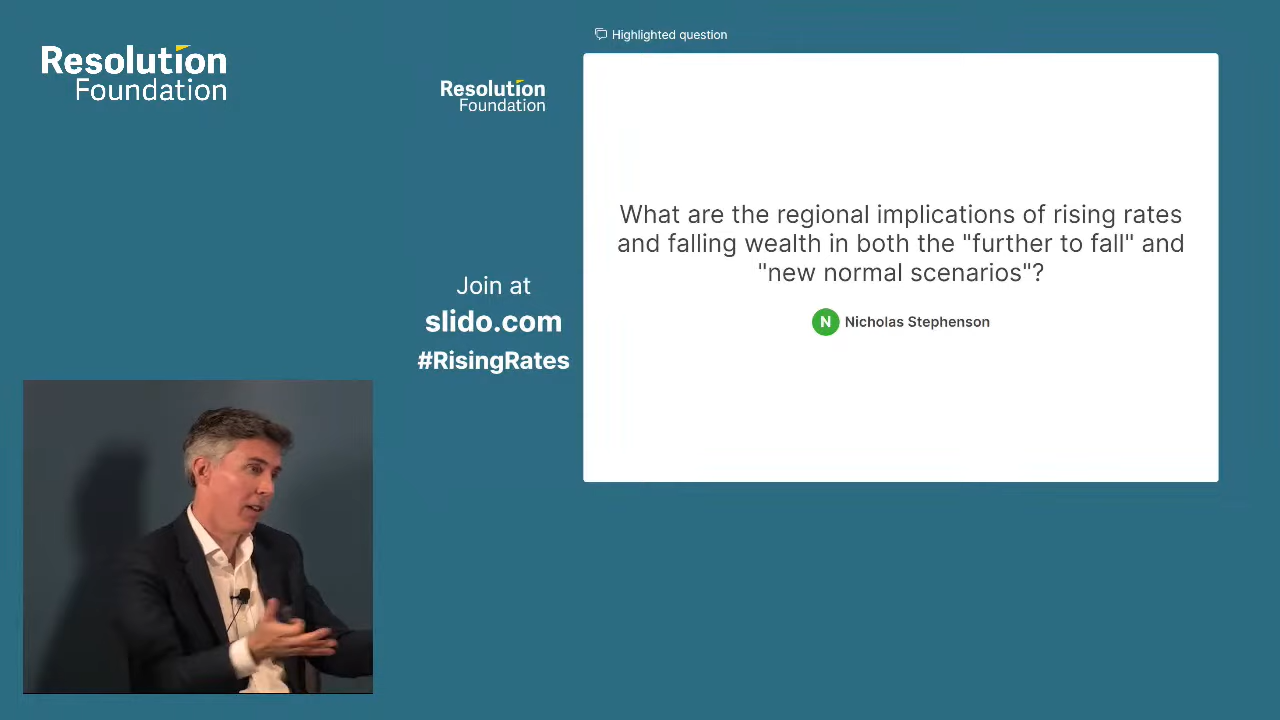 Resolution
Foundation
Highlighted question
Resolution
Foundation
What are the regional implications of rising rates
and falling wealth in both the "further to fall" and
"new normal scenarios"?
N Nicholas Stephenson
Join at
slido.com
#RisingRates